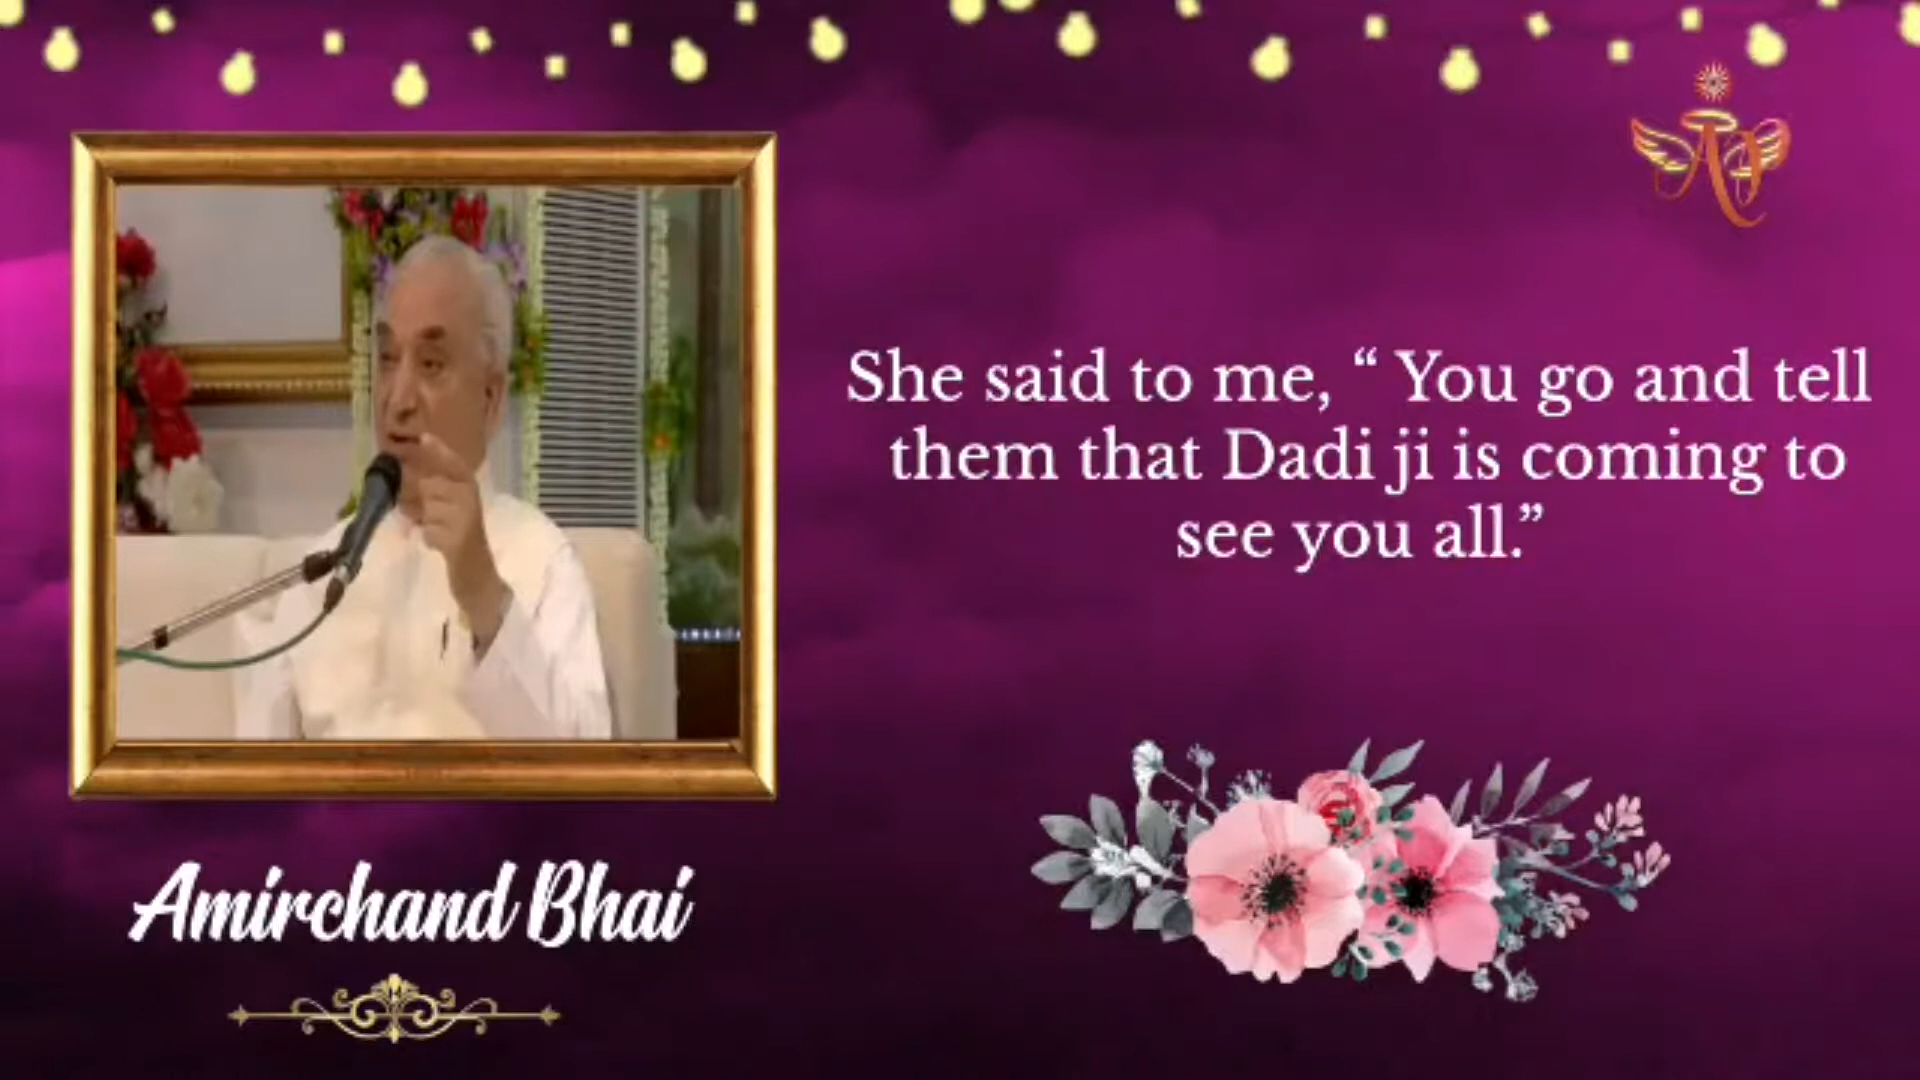 She said to me, “ You go and tell
them that Dadi ji is coming to
see you all.”
Amirchand Bhai